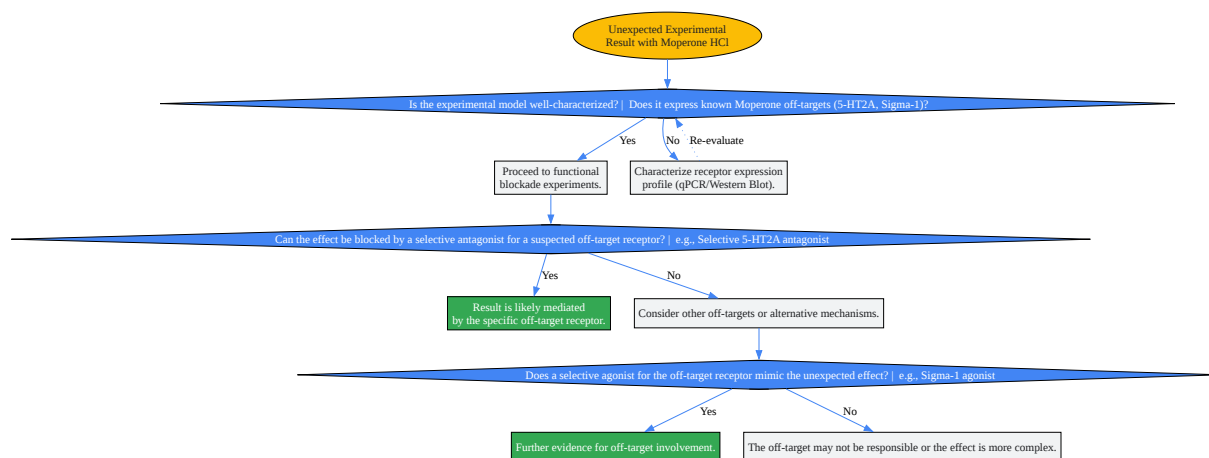 Unexpected Experimental
Result with Moperone HCl
Is the experimental model well-characterized? | Does it express known Moperone off-targets (5-HT2A, Sigma-1)?
Yes
No
Re-evaluate
Proceed to functional
blockade experiments.
Characterize receptor expression
profile (qPCR/Western Blot).
Can the effect be blocked by a selective antagonist for a suspected off-target receptor? | e.g., Selective 5-HT2A antagonist
Yes
No
Result is likely mediated
by the specific off-target receptor.
Consider other off-targets or alternative mechanisms.
Does a selective agonist for the off-target receptor mimic the unexpected effect? | e.g., Sigma-1 agonist
Yes
No
Further evidence for off-target involvement.
The off-target may not be responsible or the effect is more complex.